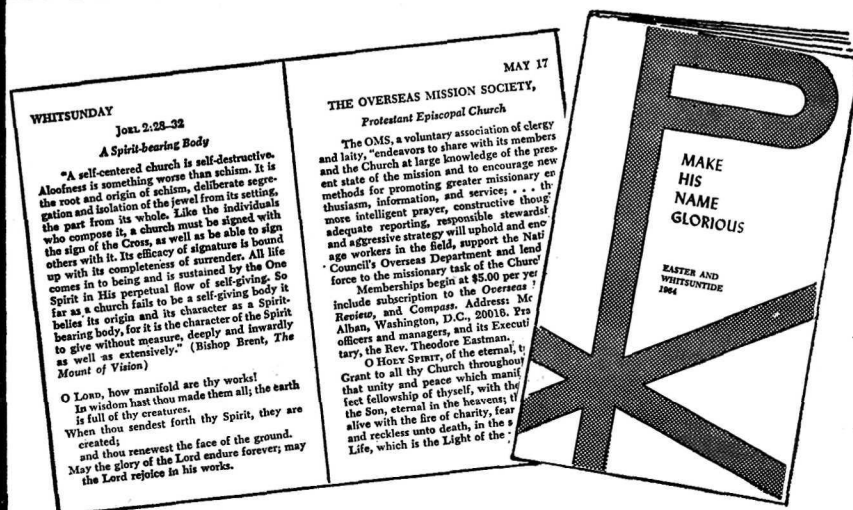 WHITSUNDAY
JOEL 2:28–32
A Spirit-bearing Body
"A self-centered church is self-destructive.
Aloofness is something worse than schism. It is
the root and origin of schism, deliberate segre-
gation and isolation of the jewel from its setting,
the part from its whole. Like the individuals
who compose it, a church must be signed with
the sign of the Cross, as well as be able to sign
others with it. Its efficacy of signature is bound
up with its completeness of surrender. All life
comes in to being and is sustained by the One
Spirit in His perpetual flow of self-giving. So
far as a church fails to be a self-giving body it
belies its origin and its character as a Spirit-
bearing body, for it is the character of the Spirit
to give without measure, deeply and inwardly
as well as extensively." (Bishop Brent, The
Mount of Vision)
O LORD, how manifold are thy works!
In wisdom hast thou made them all; the earth
is full of thy creatures.
When thou sendest forth thy Spirit, they are
created;
and thou renewest the face of the ground.
May the glory of the Lord endure forever; may
the Lord rejoice in his works.
MAY 17
THE OVERSEAS MISSION SOCIETY,
Protestant Episcopal Church
The OMS, a voluntary association of clergy
and laity, "endeavors to share with its members
and the Church at large knowledge of the pres-
ent state of the mission and to encourage new
methods for promoting greater missionary en
thusiasm, information, and service; . . . th
more intelligent prayer, constructive thoug
adequate reporting, responsible stewardsh
and aggressive strategy will uphold and enc
age workers in the field, support the Nati
Council's Overseas Department and lend
force to the missionary task of the Church
Memberships begin at $5.00 per ye
include subscription to the Overseas
Review, and Compass. Address: Mo
Alban, Washington, D.C., 20016. Pra
officers and managers, and its Executi
tary, the Rev. Theodore Eastman.
O HOLY SPIRIT, of the eternal, t
Grant to all thy Church throughou
that unity and peace which manif
fect fellowship of thyself, with the
the Son, eternal in the heavens; th
alive with the fire of charity, fear
and reckless unto death, in the s
Life, which is the Light of the
PK
MAKE
HIS
NAME
GLORIOUS
EASTER AND
WHITSUNTIDE
1964